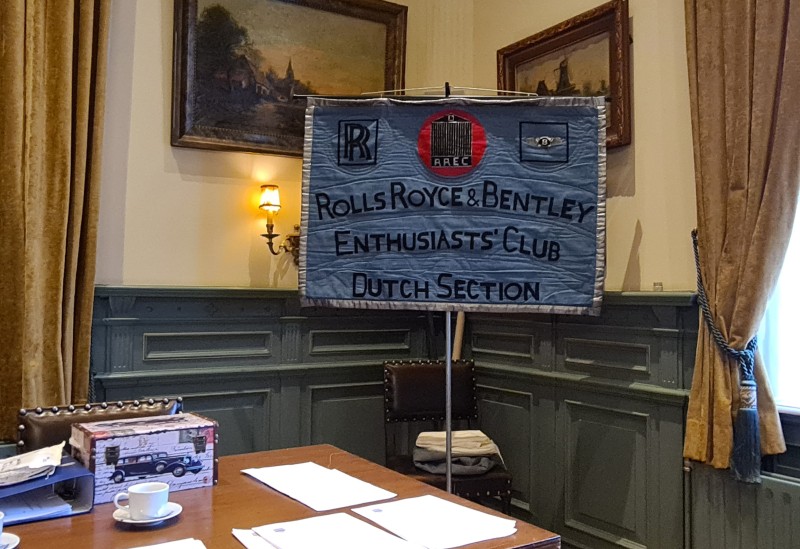 RR
RREC
B
ROLLS ROYCE & BENTLEY
ENTHUSIASTS' CLUB
DUTCH SECTION